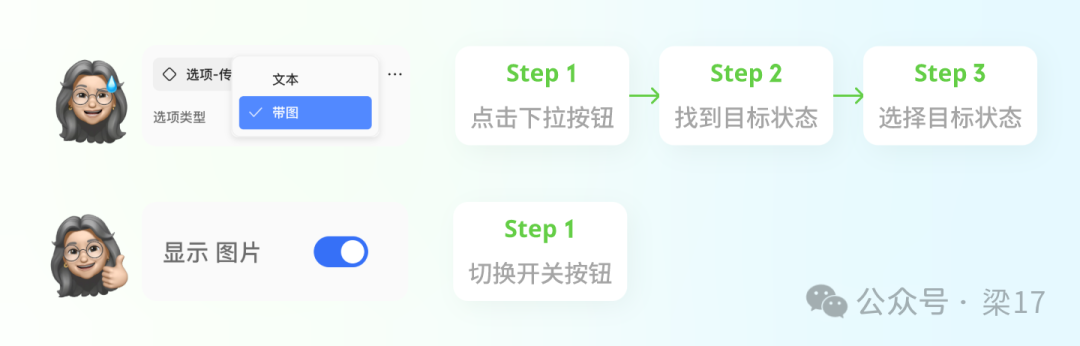 选项-传
文本
带图
选项类型
Step 1
点击下拉按钮
Step 2
找到目标状态
Step 3
选择目标状态
显示 图片
Step 1
切换开关按钮
公众号 · 梁17